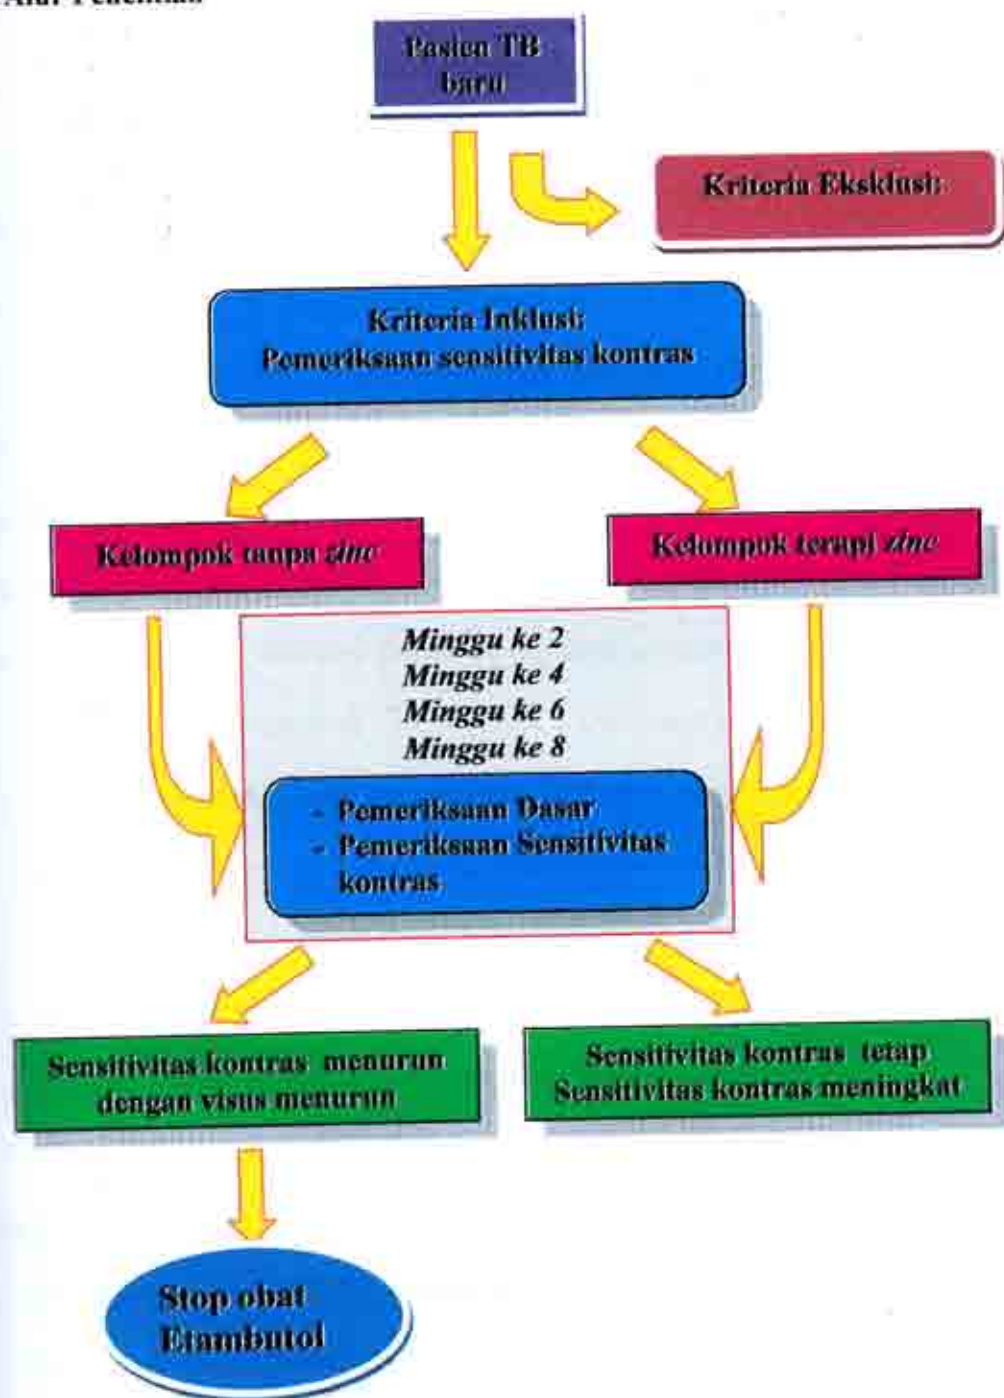 Alur Penelitian
Pasien TB
baru
Kriteria Eksklusi:
Kriteria Inklusi:
Pemeriksaan sensitivitas kontras
Kelompok tanpa zinc
Kelompok terapi zinc
Minggu ke 2
Minggu ke 4
Minggu ke 6
Minggu ke 8
- Pemeriksaan Dasar
- Pemeriksaan Sensitivitas
kontras
Sensitivitas kontras menurun
dengan visus menurun
Sensitivitas kontras tetap
Sensitivitas kontras meningkat
Stop obat
Etambutol